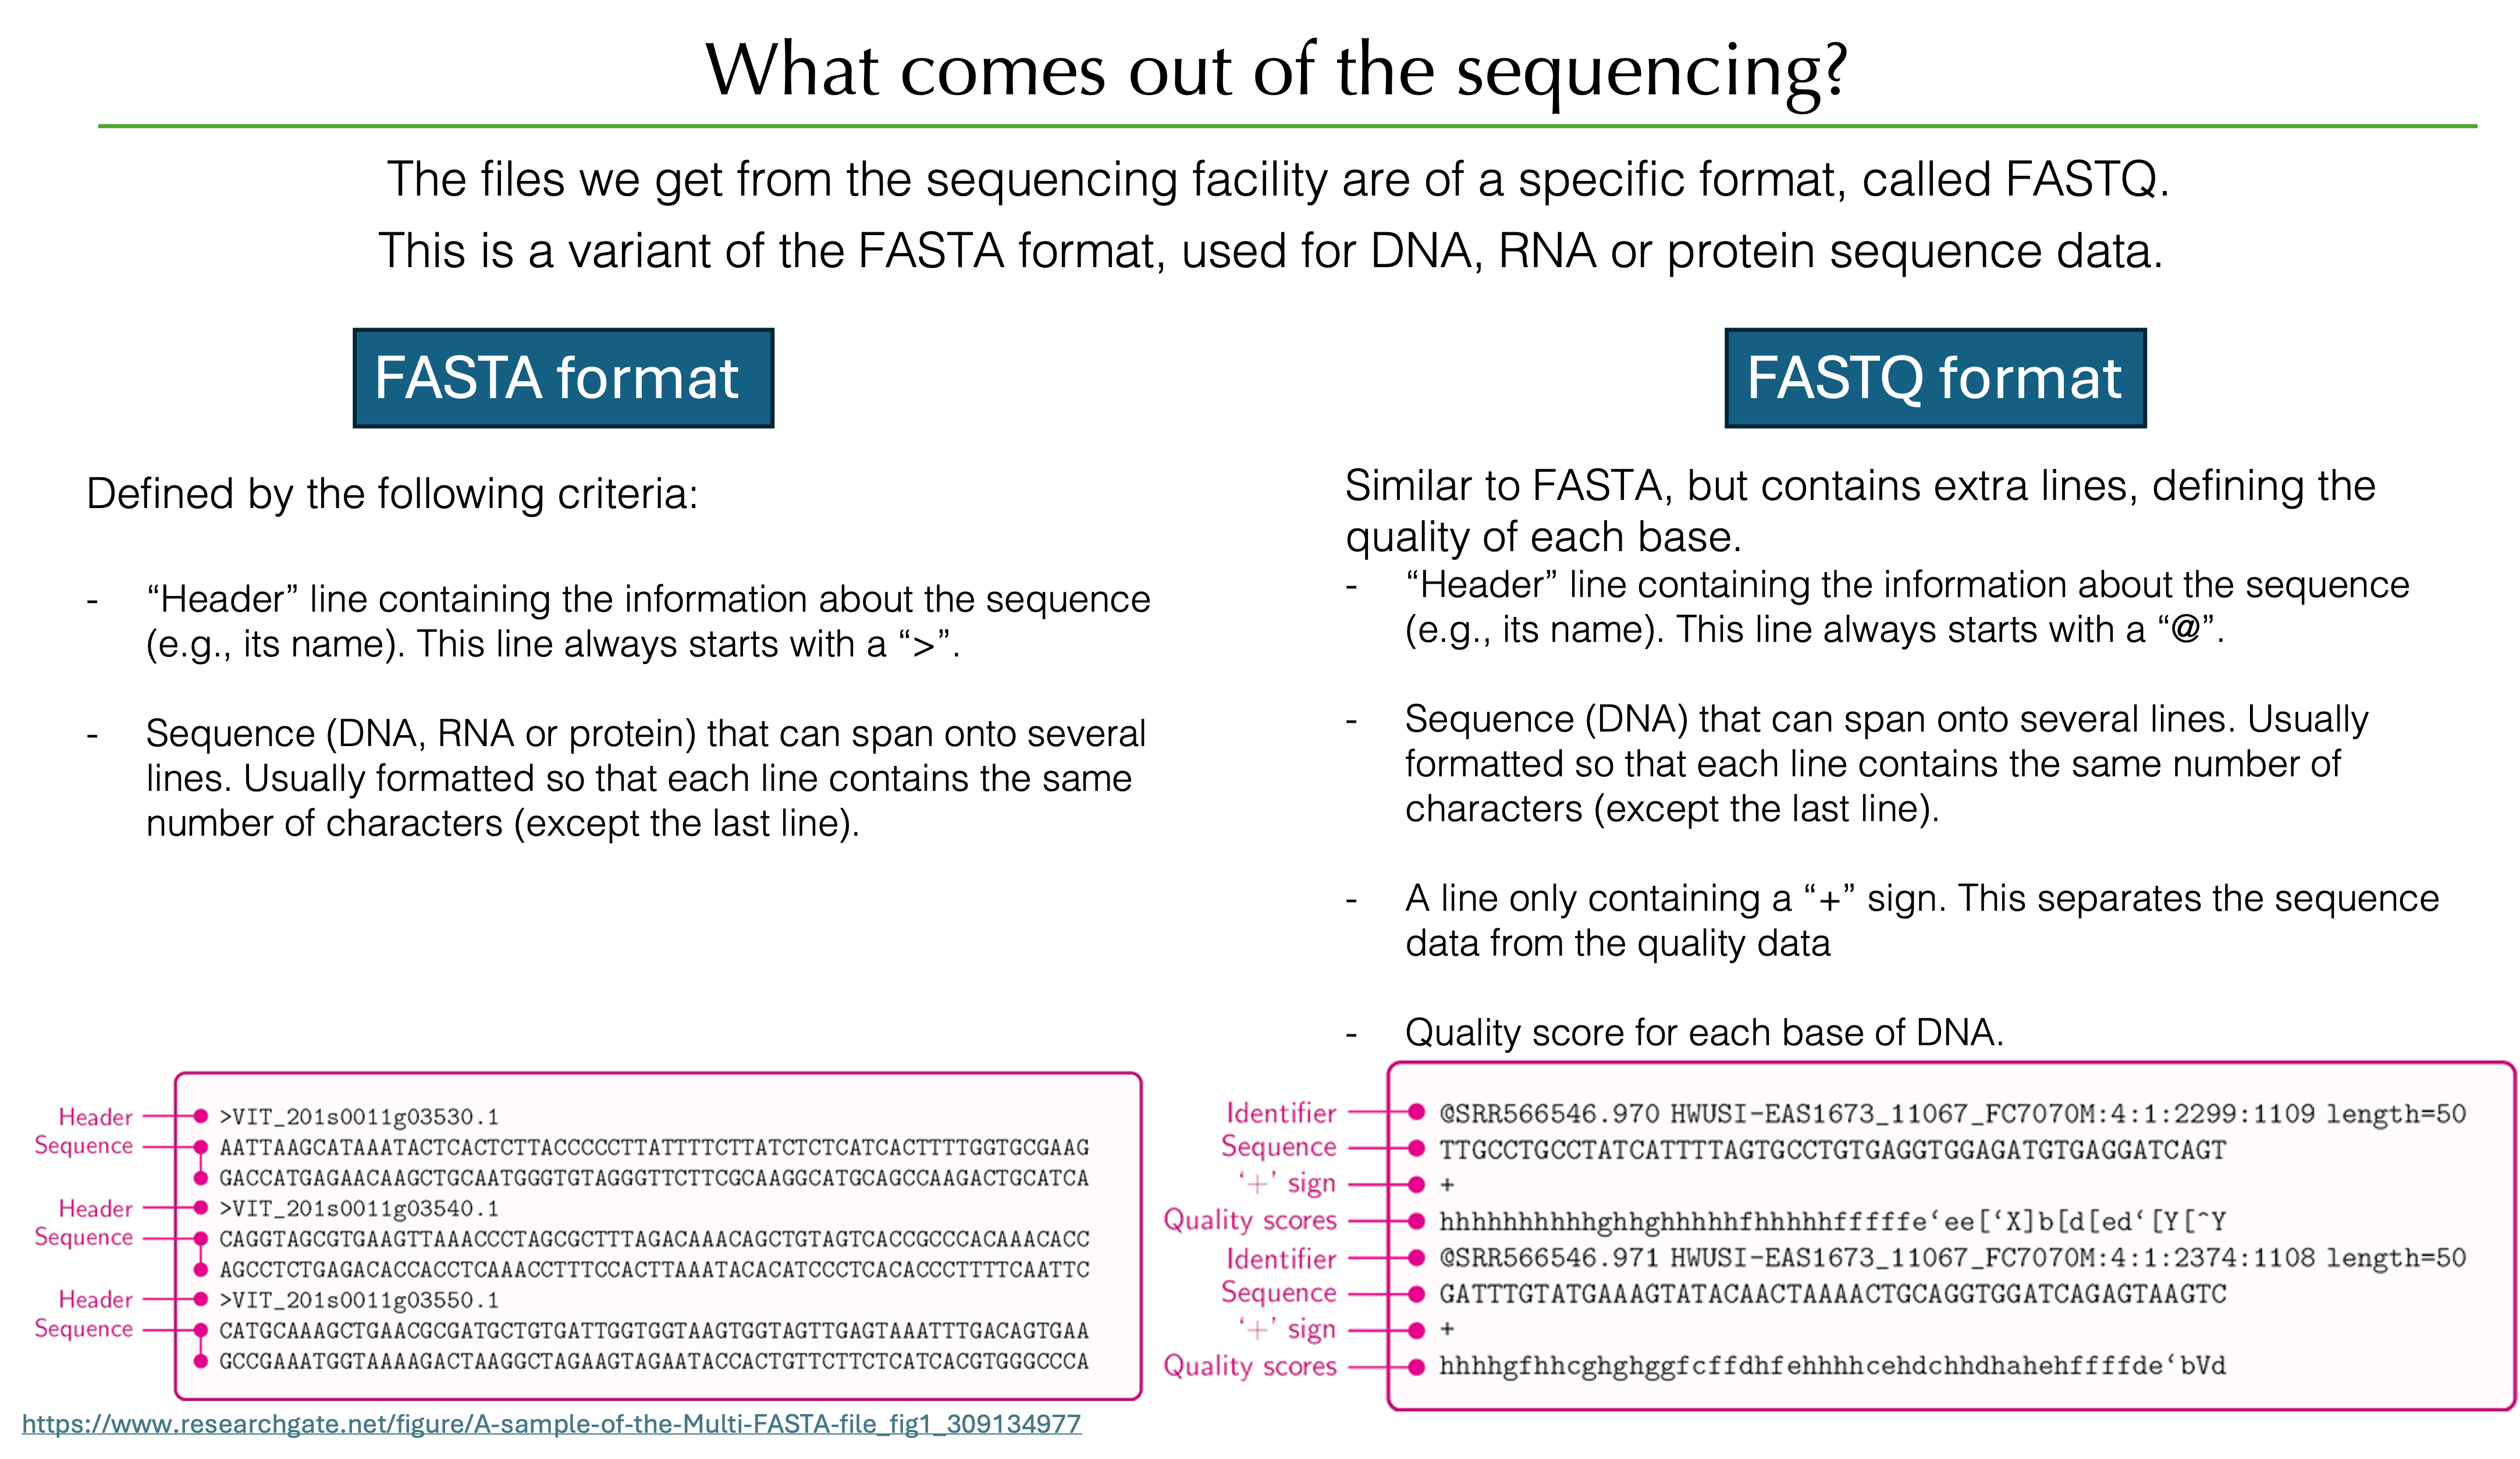 What comes out of the sequencing?
The files we get from the sequencing facility are of a specific format, called FASTQ.
This is a variant of the FASTA format, used for DNA, RNA or protein sequence data.
FASTA format
Defined by the following criteria:
- “Header” line containing the information about the sequence
(e.g., its name). This line always starts with a “>”.
- Sequence (DNA, RNA or protein) that can span onto several
lines. Usually formatted so that each line contains the same
number of characters (except the last line).
Header >VIT_201s0011g03530.1
Sequence AATTAAGCATAAATACTCACTCTTACCCCCTTATTTTCTTATCTCTCATCACTTTTGGTGCGAAG
GACCATGAGAACAAGCTGCAATGGGTGTAGGGTTCTTCGCAAGGCATGCAGCCAAGACTGCATCA
Header >VIT_201s0011g03540.1
Sequence CAGGTAGCGTGAAGTTAAACCCTAGCGCTTTAGACAAACAGCTGTAGTCACCGCCCACAAACACC
AGCCTCTGAGACACCACCTCAAACCTTTCCACTTAAATACACATCCCTCACACCCTTTTCAATTC
Header >VIT_201s0011g03550.1
Sequence CATGCAAAGCTGAACGCGATGCTGTGATTGGTGGTAAGTGGTAGTTGAGTAAATTTGACAGTGAA
GCCGAAATGGTAAAAGACTAAGGCTAGAAGTAGAATACCACTGTTCTTCTCATCACGTGGGCCCA
https://www.researchgate.net/figure/A-sample-of-the-Multi-FASTA-file_fig1_309134977
FASTQ format
Similar to FASTA, but contains extra lines, defining the
quality of each base.
- “Header” line containing the information about the sequence
(e.g., its name). This line always starts with a “@”.
- Sequence (DNA) that can span onto several lines. Usually
formatted so that each line contains the same number of
characters (except the last line).
- A line only containing a “+” sign. This separates the sequence
data from the quality data
- Quality score for each base of DNA.
Identifier @SRR566546.970 HWUSI-EAS1673_11067_FC7070M:4:1:2299:1109 length=50
Sequence TTGCCTGCCTATCATTTTAGTGCCTGTGAGGTGGAGATGTGAGGATCAGT
‘+’ sign +
Quality scores hhhhhhhhhhghhghhhhhfhhhhhfffffe‘ee[‘X]b[d[ed‘[Y[^Y
Identifier @SRR566546.971 HWUSI-EAS1673_11067_FC7070M:4:1:2374:1108 length=50
Sequence GATTTGTATGAAAGTATACAACTAAAACTGCAGGTGGATCAGAGTAAGTC
‘+’ sign +
Quality scores hhhhgfhhcghghggfcffdhfehhhhcehdchhdhahehffffde‘bVd